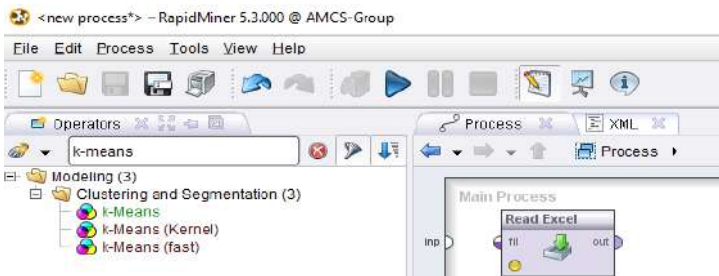 <new process*> – RapidMiner 5.3.000 @ AMCS-Group
File Edit Process Tools View Help
Operators
Process
XML
k-means
Process
Modeling (3)
Clustering and Segmentation (3)
k-Means
k-Means (Kernel)
k-Means (fast)
Main Process
Read Excel
inp
fil
out